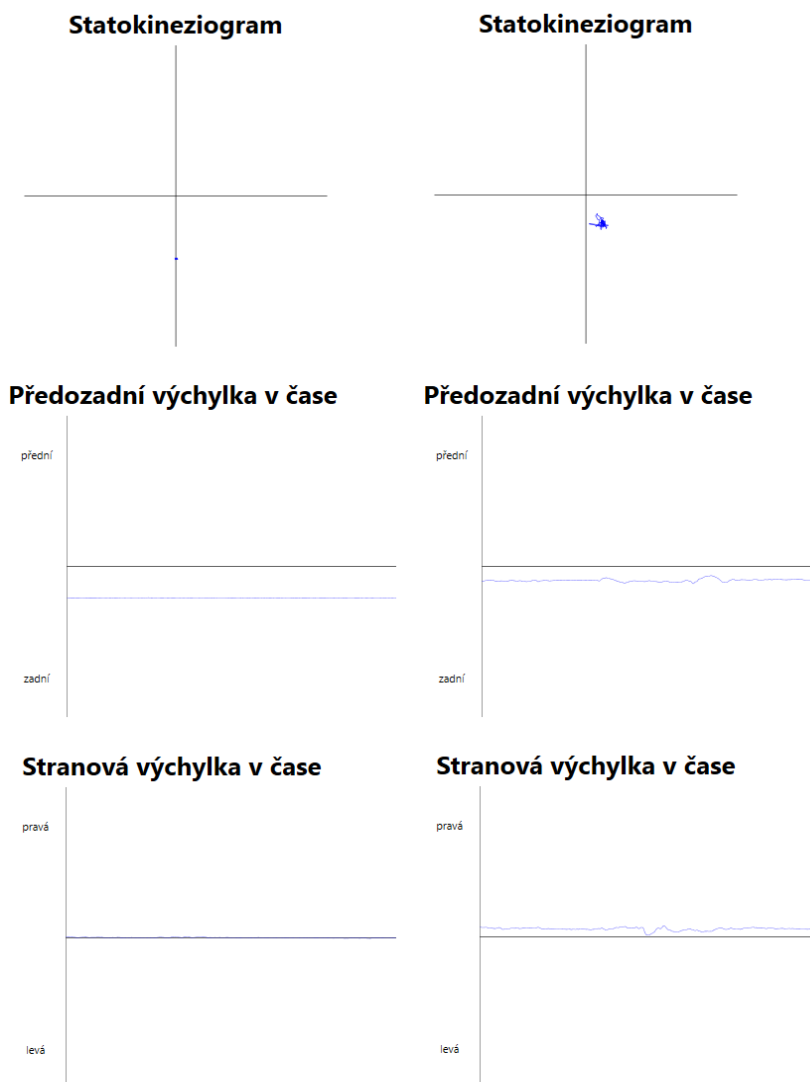 Statokineziogram
Statokineziogram
Předozadní výchylka v čase
Předozadní výchylka v čase
přední
přední
zadní
zadní
Stranová výchylka v čase
Stranová výchylka v čase
pravá
pravá
levá
levá